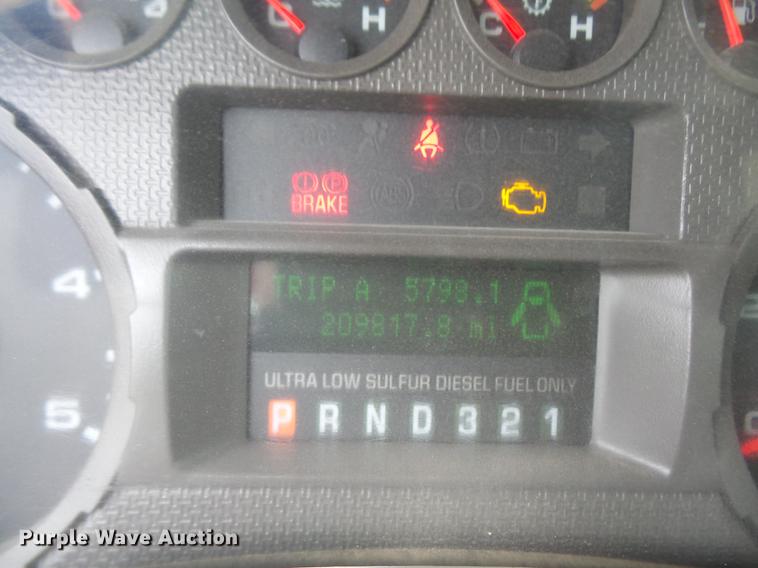 C H C H
BRAKE
ABS
4
5
TRIP A 5798.1
209817.8 mi
ULTRA LOW SULFUR DIESEL FUEL ONLY
P R N D 3 2 1
Purple Wave Auction